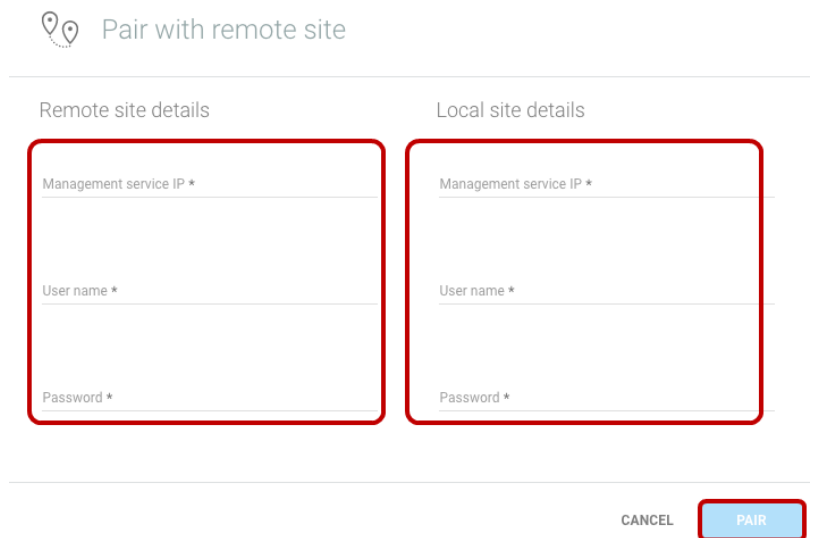 Pair with remote site
Remote site details
Local site details
Management service IP *
Management service IP *
User name *
User name *
Password *
Password *
CANCEL
PAIR